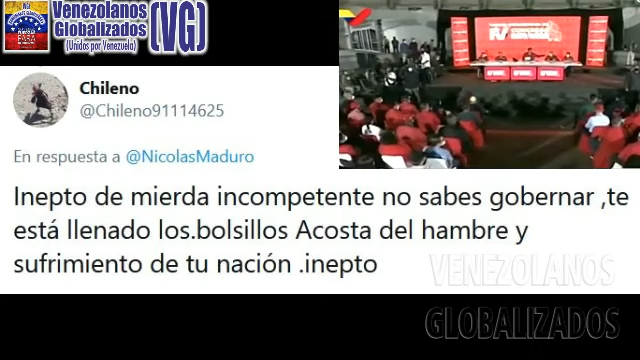 Venezolanos
Globalizados
(Unidos por Venezuela)
(VG)
Chileno
@Chileno91114625
En respuesta a @NicolasMaduro
Inepto de mierda incompetente no sabes gobernar ,te
está llenado los.bolsillos Acosta del hambre y
sufrimiento de tu nación .inepto
VENEZOLANOS
GLOBALIZADOS